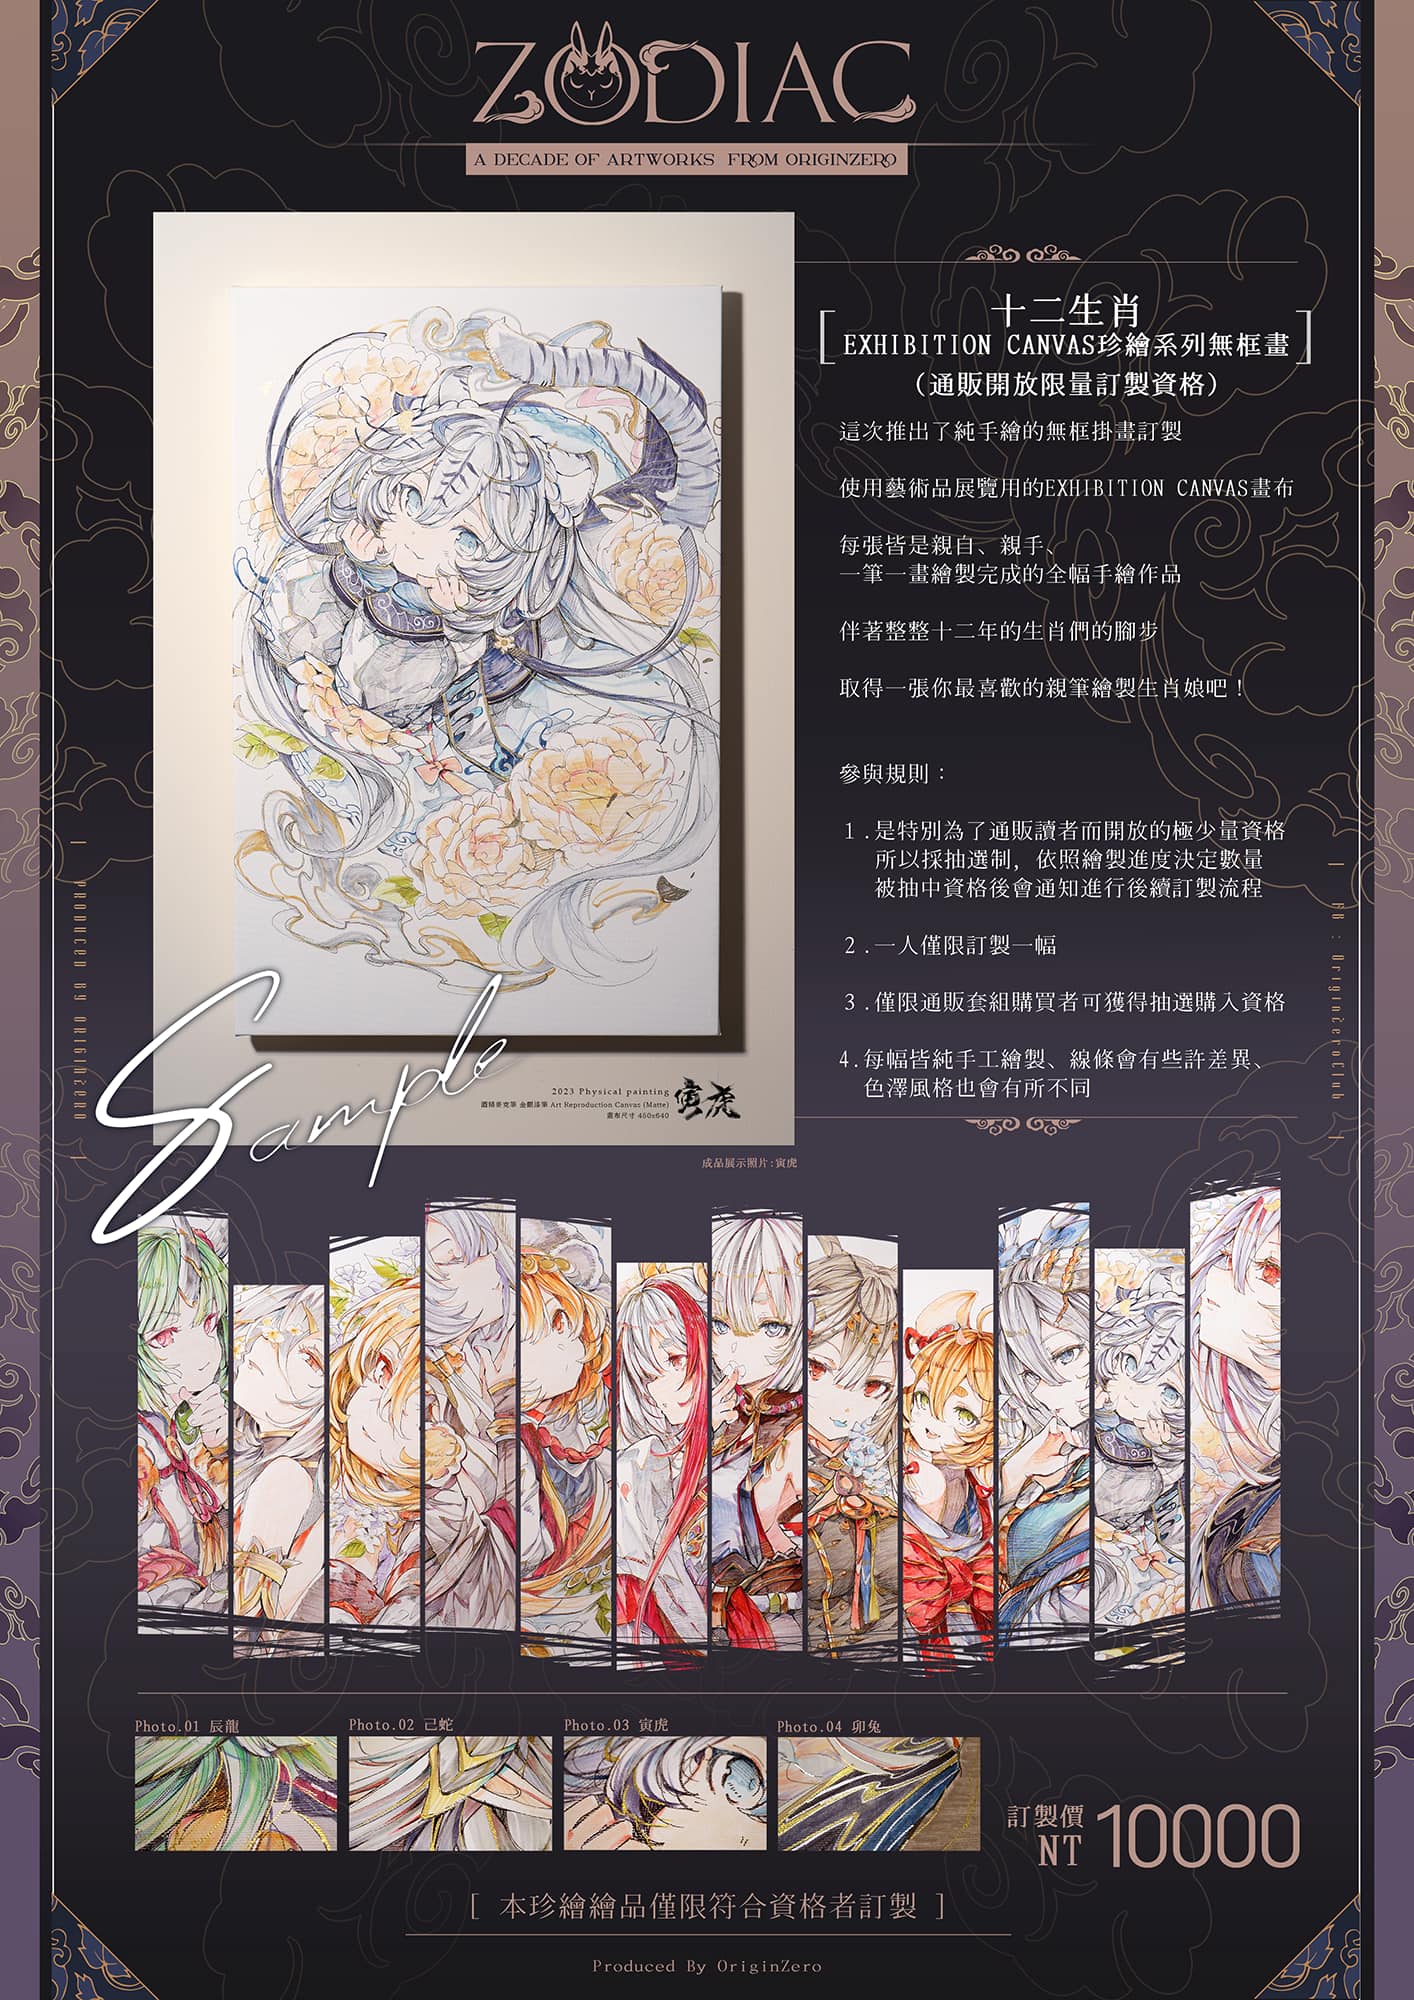 ZODIAC
A DECADE OF ARTWORKS FROM ORIGINZERO
十二生肖
EXHIBITION CANVAS珍繪系列無框畫
（通販開放限量訂製資格）
這次推出了純手繪的無框掛畫訂製
使用藝術品展覽用的EXHIBITION CANVAS畫布
每張皆是親自、親手、
一筆一畫繪製完成的全幅手繪作品
伴著整整十二年的生肖們的腳步
取得一張你最喜歡的親筆繪製生肖娘吧！
參與規則：
1．是特別為了通販讀者而開放的極少量資格
所以採抽選制，依照繪製進度決定數量
被抽中資格後會通知進行後續訂製流程
2．一人僅限訂製一幅
3．僅限通販套組購買者可獲得抽選購入資格
4.每幅皆純手工繪製、線條會有些許差異、
色澤風格也會有所不同
PRODUCED BY ORIGINZERO
FB : OriginZeroClub
Sample
2023 Physical painting
酒精麥克筆 金銀漆筆 Art Reproduction Canvas (Matte)
畫布尺寸 450x640
寅虎
成品展示照片:寅虎
Photo.01 辰龍
Photo.02 己蛇
Photo.03 寅虎
Photo.04 卯兔
訂製價
NT 10000
[ 本珍繪繪品僅限符合資格者訂製 ]
Produced By OriginZero